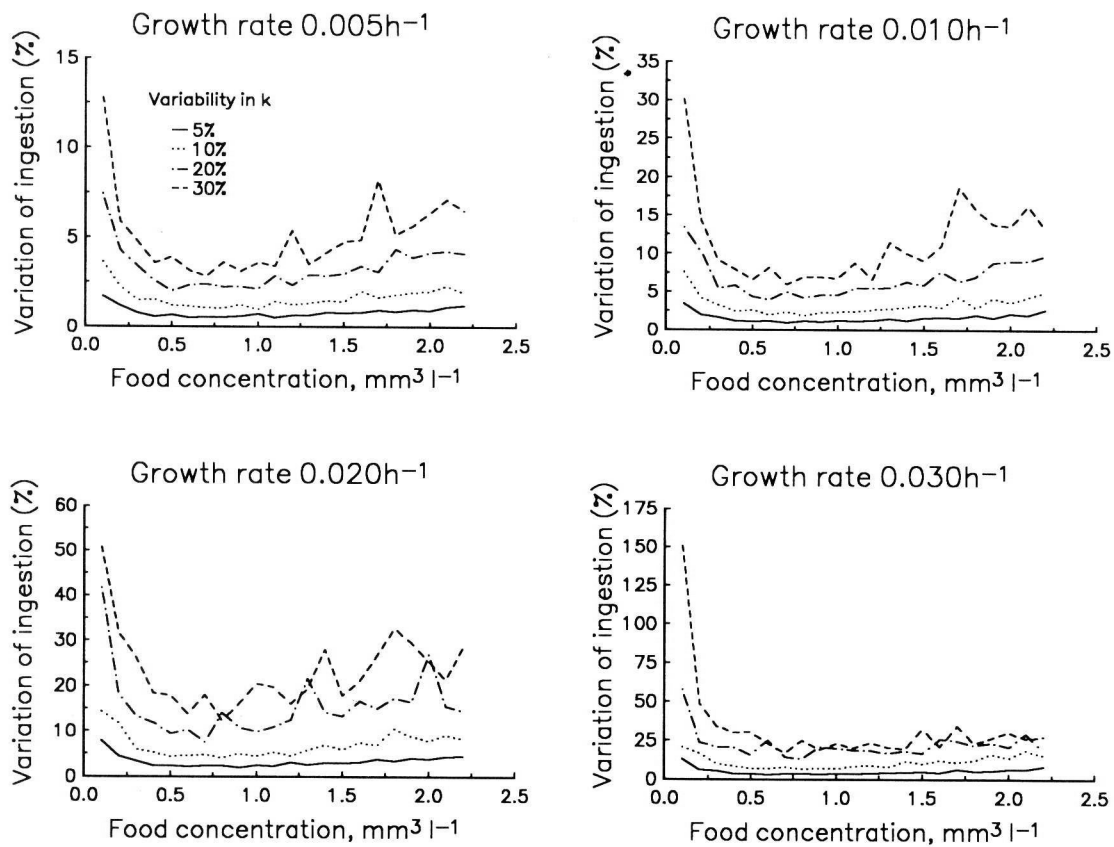 Growth rate 0.005h−1
Variation of ingestion (%)
15
10
5
0
Variability in k
5%
10%
20%
30%
0.0 0.5 1.0 1.5 2.0 2.5
Food concentration, mm3 l−1
Growth rate 0.010h−1
Variation of ingestion (%)
35
30
25
20
15
10
5
0
0.0 0.5 1.0 1.5 2.0 2.5
Food concentration, mm3 l−1
Growth rate 0.020h−1
Variation of ingestion (%)
60
50
40
30
20
10
0
0.0 0.5 1.0 1.5 2.0 2.5
Food concentration, mm3 l−1
Growth rate 0.030h−1
Variation of ingestion (%)
175
150
125
100
75
50
25
0
0.0 0.5 1.0 1.5 2.0 2.5
Food concentration, mm3 l−1